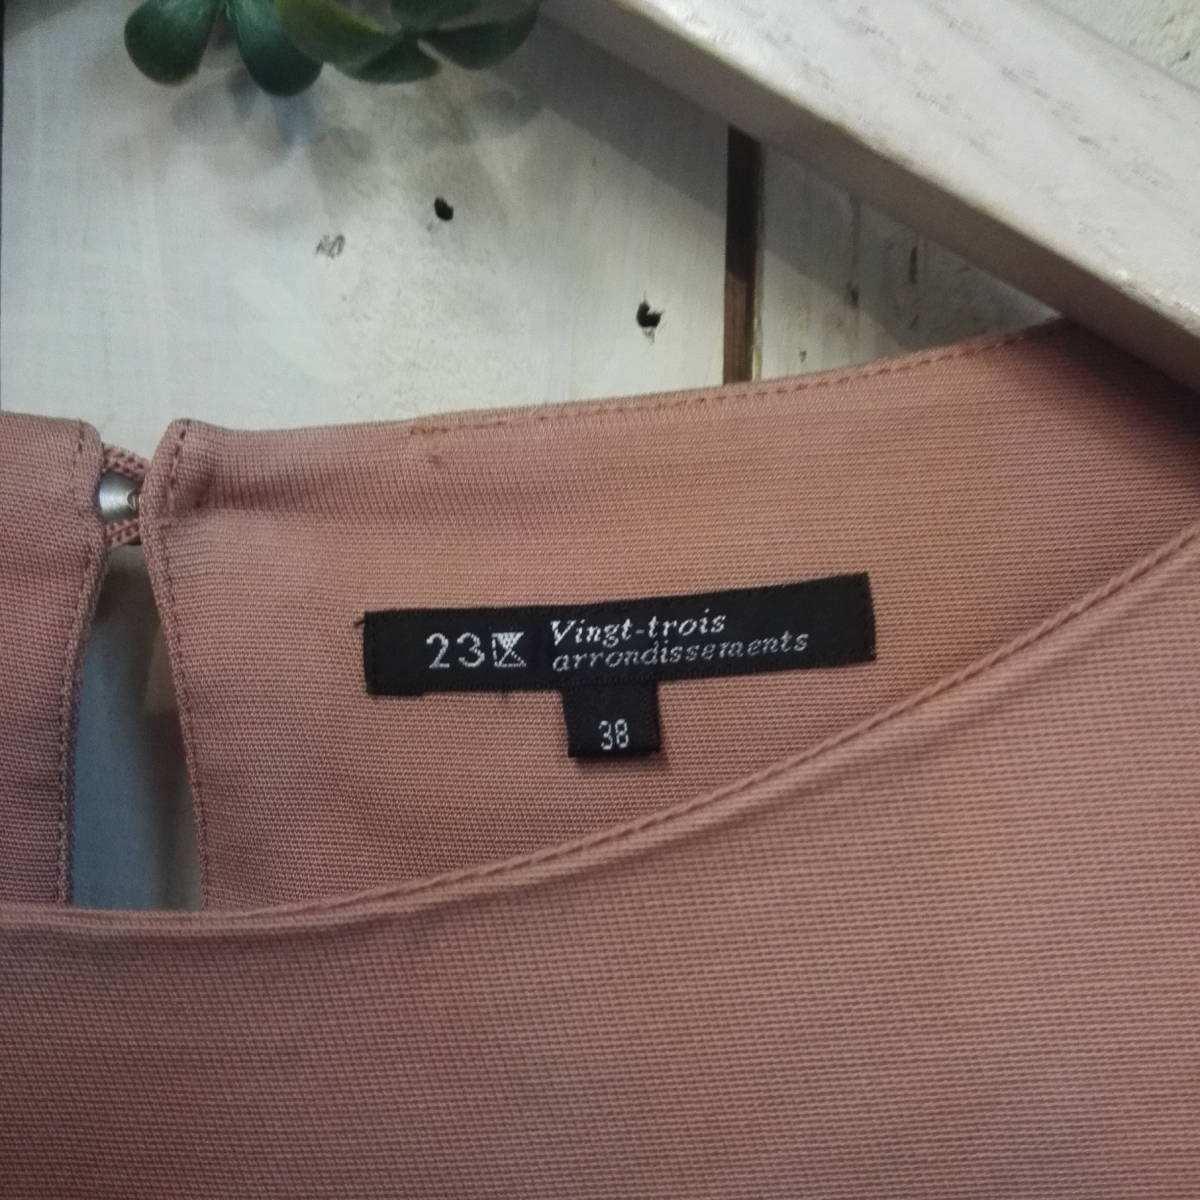 23区
Vingt-trois
arrondissements
38